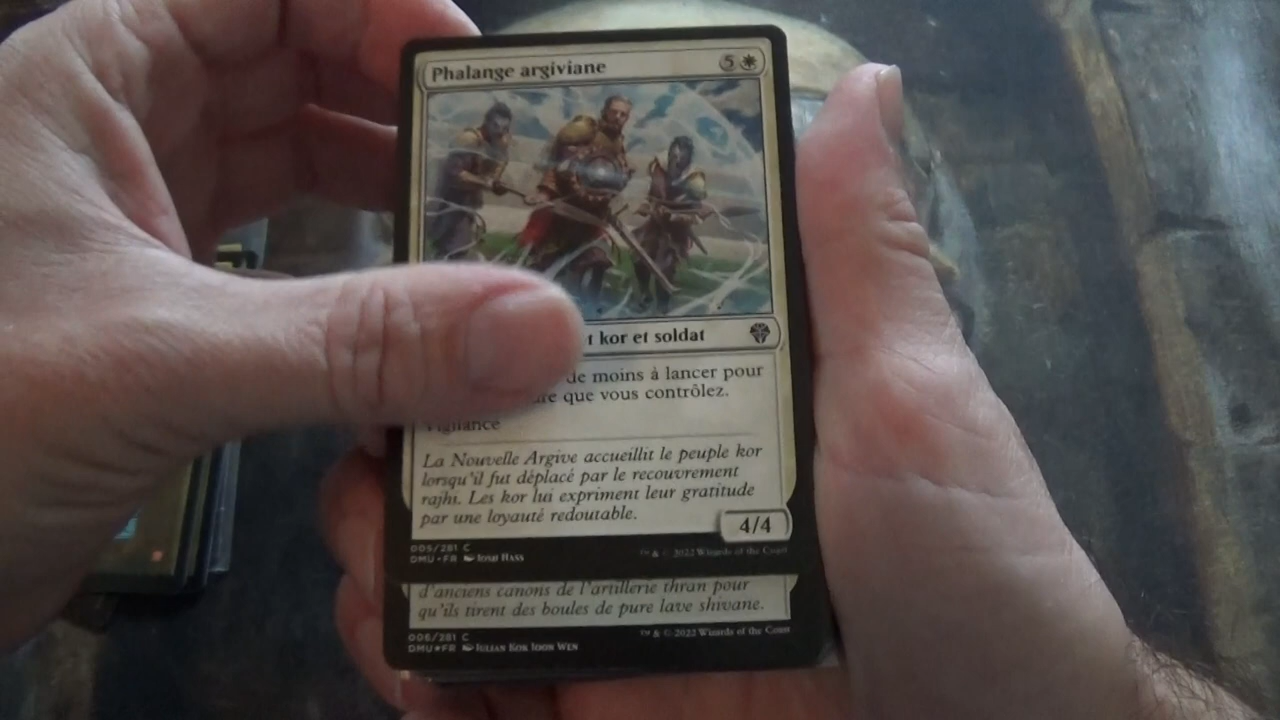 Phalange argiviane 5
t kor et soldat
de moins à lancer pour
re que vous contrôlez.
Vigilance
La Nouvelle Argive accueillit le peuple kor
lorsqu'il fut déplacé par le recouvrement
rajhi. Les kor lui expriment leur gratitude
par une loyauté redoutable.
4/4
005/281 C
DMU • FR Josu Hass
™ & © 2022 Wizards of the Coast
d'anciens canons de l'artillerie thran pour
qu'ils tirent des boules de pure lave shivane.
006/281 C
DMU★FR Julian Kok Joon Wen
™ & © 2022 Wizards of the Coast